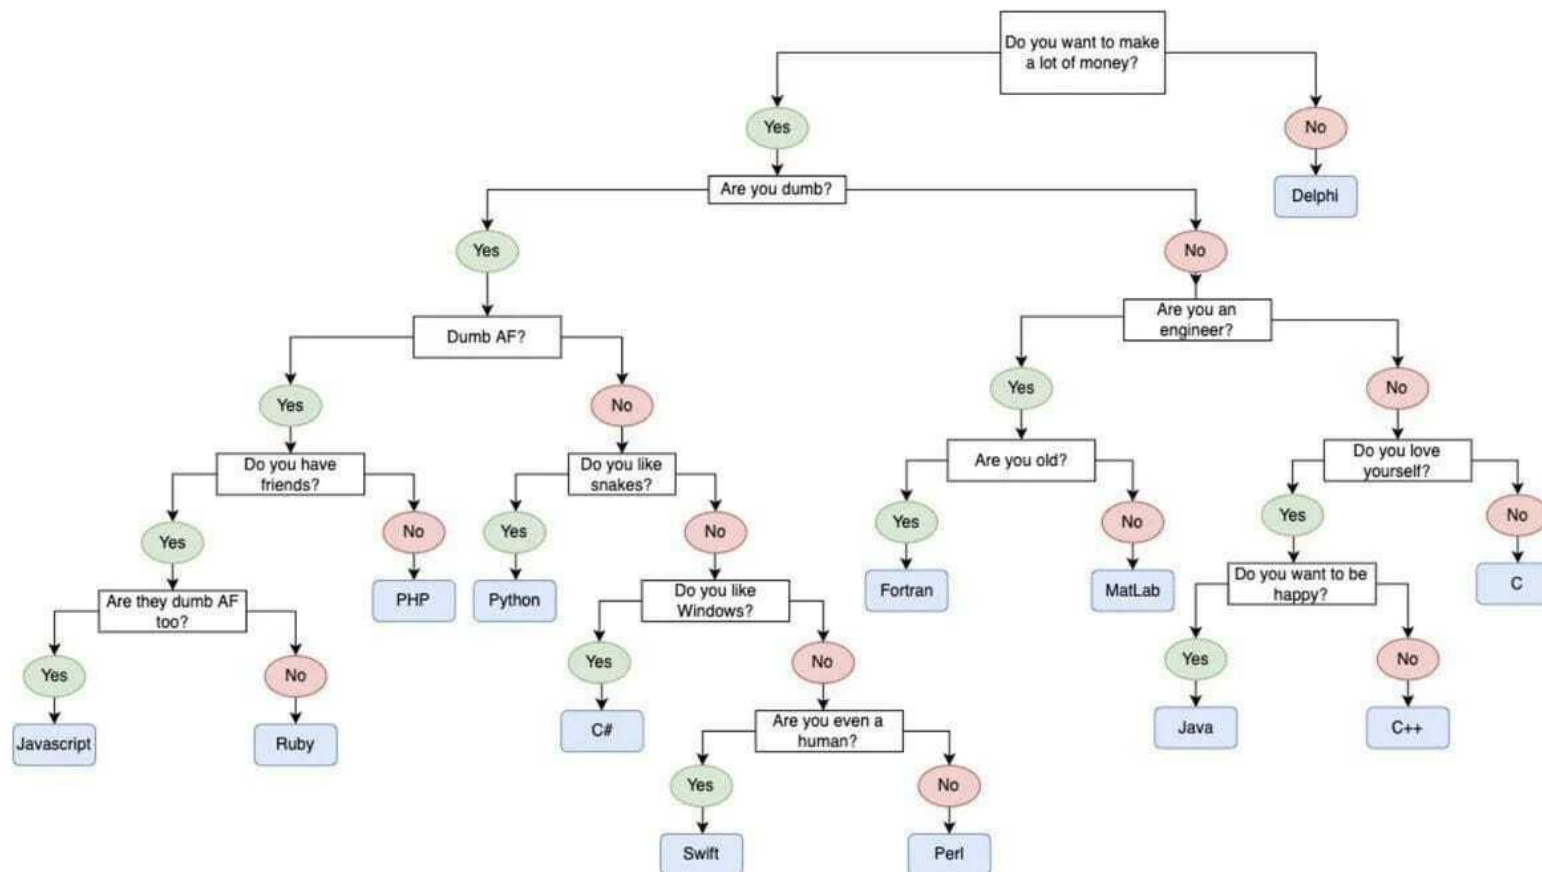 Do you want to make
a lot of money?
Yes
No
Are you dumb?
Delphi
Yes
No
Dumb AF?
Are you an
engineer?
Yes
No
Yes
No
Do you have
friends?
Do you like
snakes?
Are you old?
Do you love
yourself?
Yes
No
Yes
No
Yes
No
Yes
No
PHP
Python
Do you like
Windows?
Fortran
MatLab
Do you want to be
happy?
C
Are they dumb AF
too?
Yes
No
Yes
No
Yes
No
Javascript
Ruby
C#
Are you even a
human?
Java
C++
Yes
No
Swift
Perl